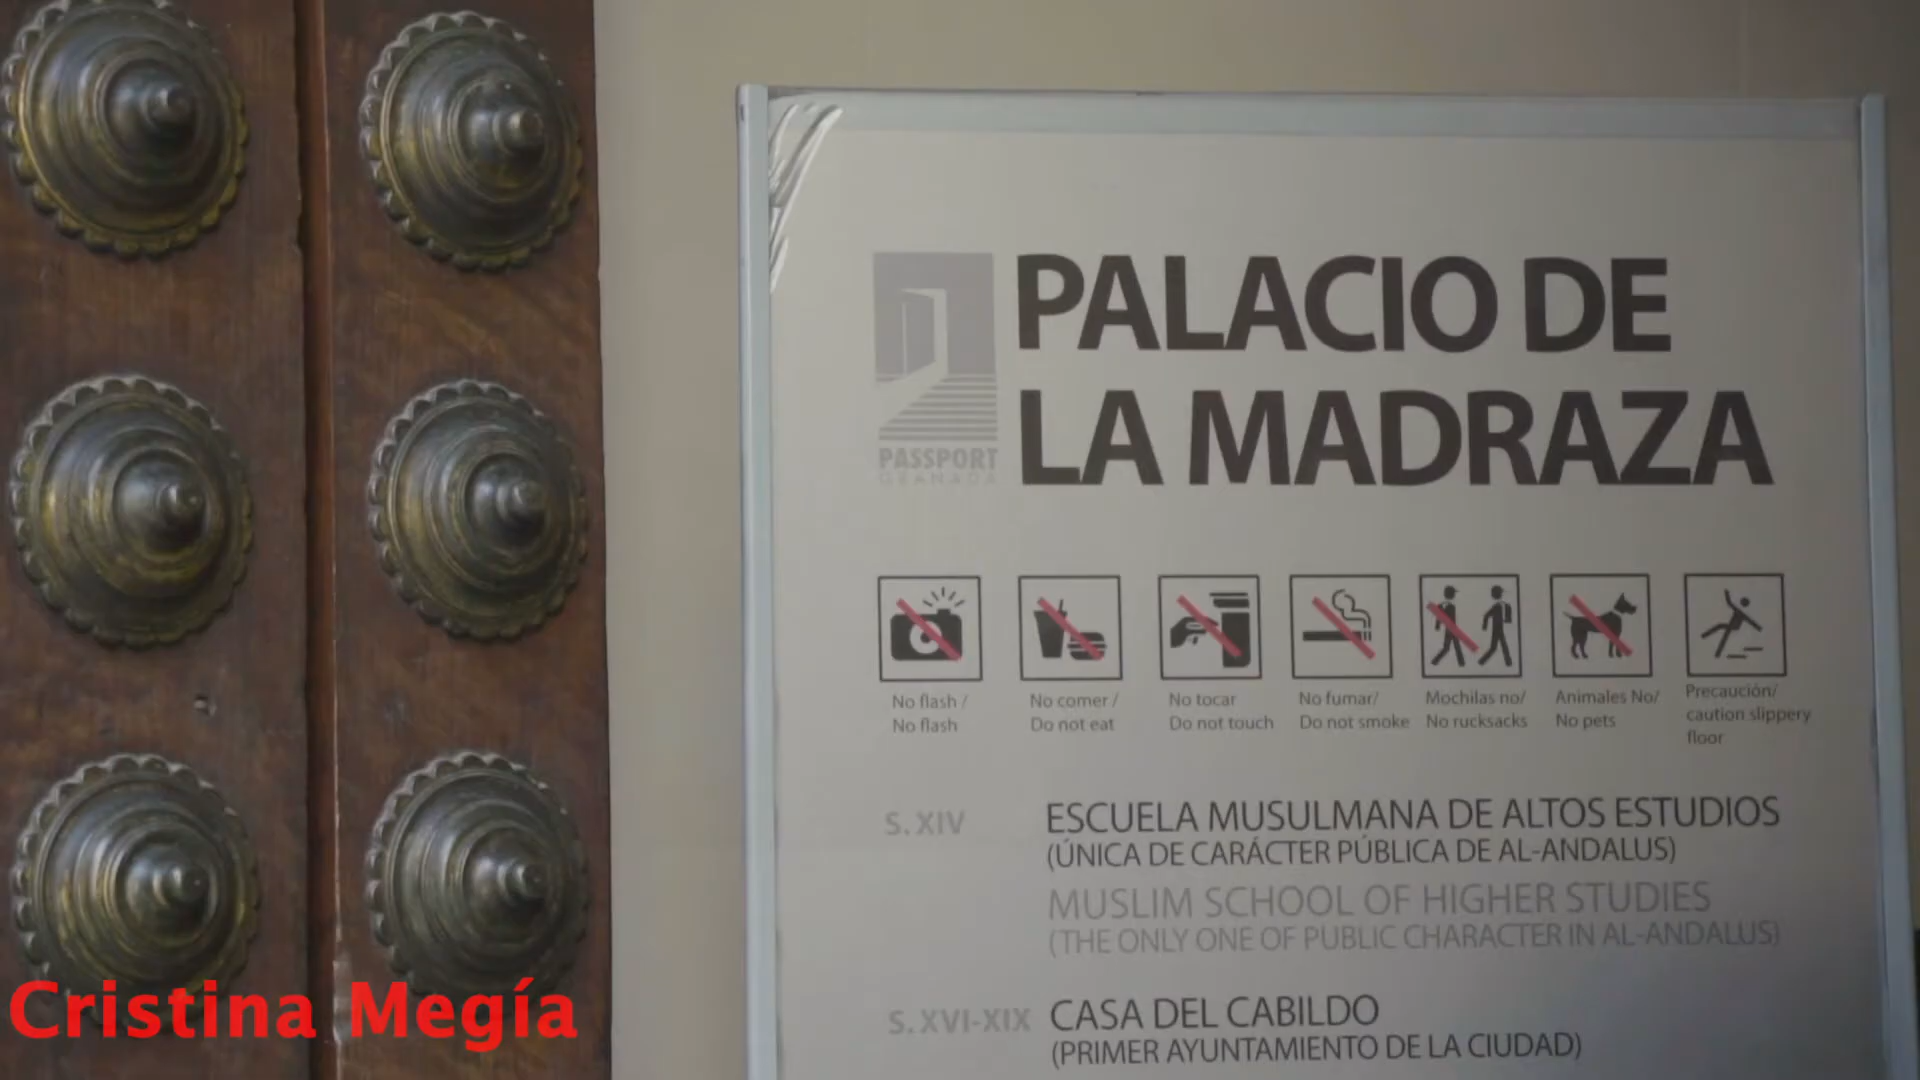 PALACIO DE
LA MADRAZA
PASSPORT
GRANADA
No flash /
No flash
No comer /
Do not eat
No tocar
Do not touch
No fumar/
Do not smoke
Mochilas no/
No rucksacks
Animales No/
No pets
Precaución/
caution slippery
floor
S. XIV
ESCUELA MUSULMANA DE ALTOS ESTUDIOS
(ÚNICA DE CARÁCTER PÚBLICA DE AL-ANDALUS)
MUSLIM SCHOOL OF HIGHER STUDIES
(THE ONLY ONE OF PUBLIC CHARACTER IN AL-ANDALUS)
S. XVI-XIX
CASA DEL CABILDO
(PRIMER AYUNTAMIENTO DE LA CIUDAD)
Cristina Megía